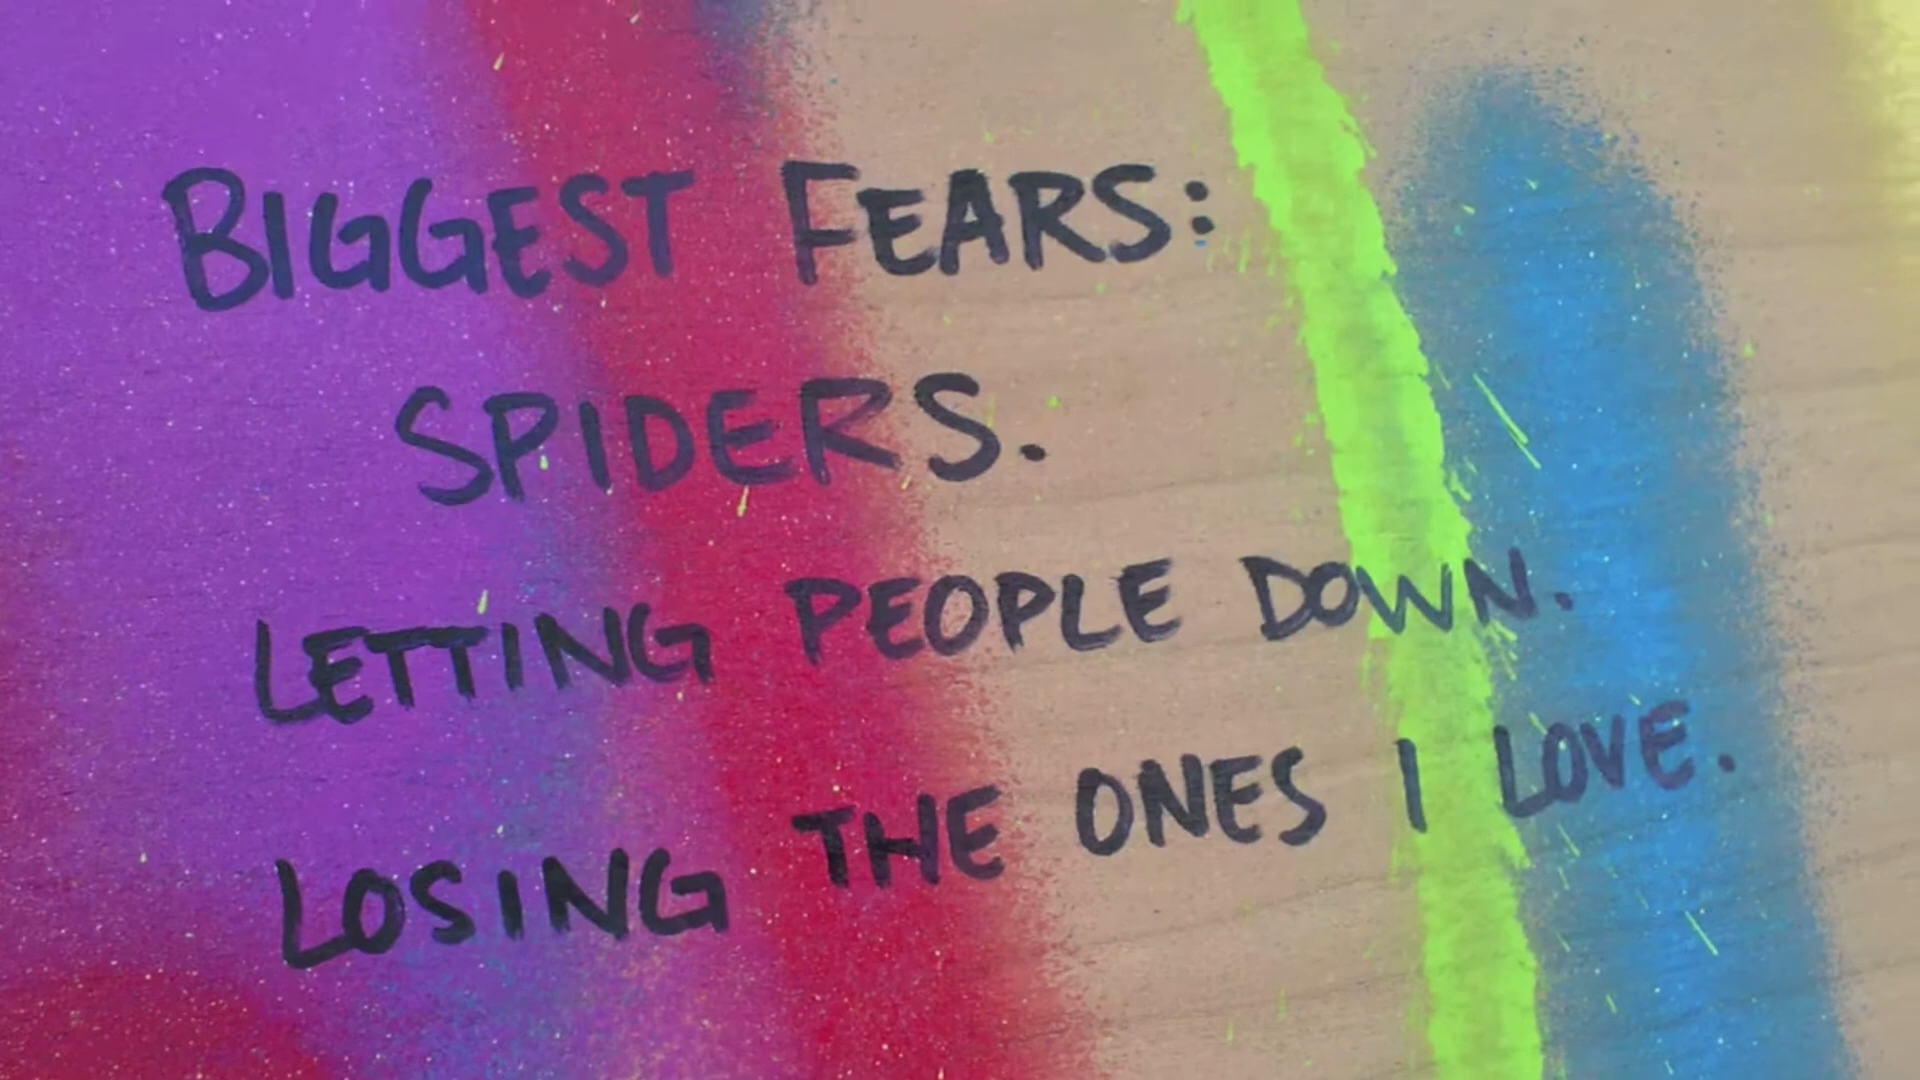 BIGGEST FEARS:
SPIDERS.
LETTING PEOPLE DOWN.
LOSING THE ONES I LOVE.